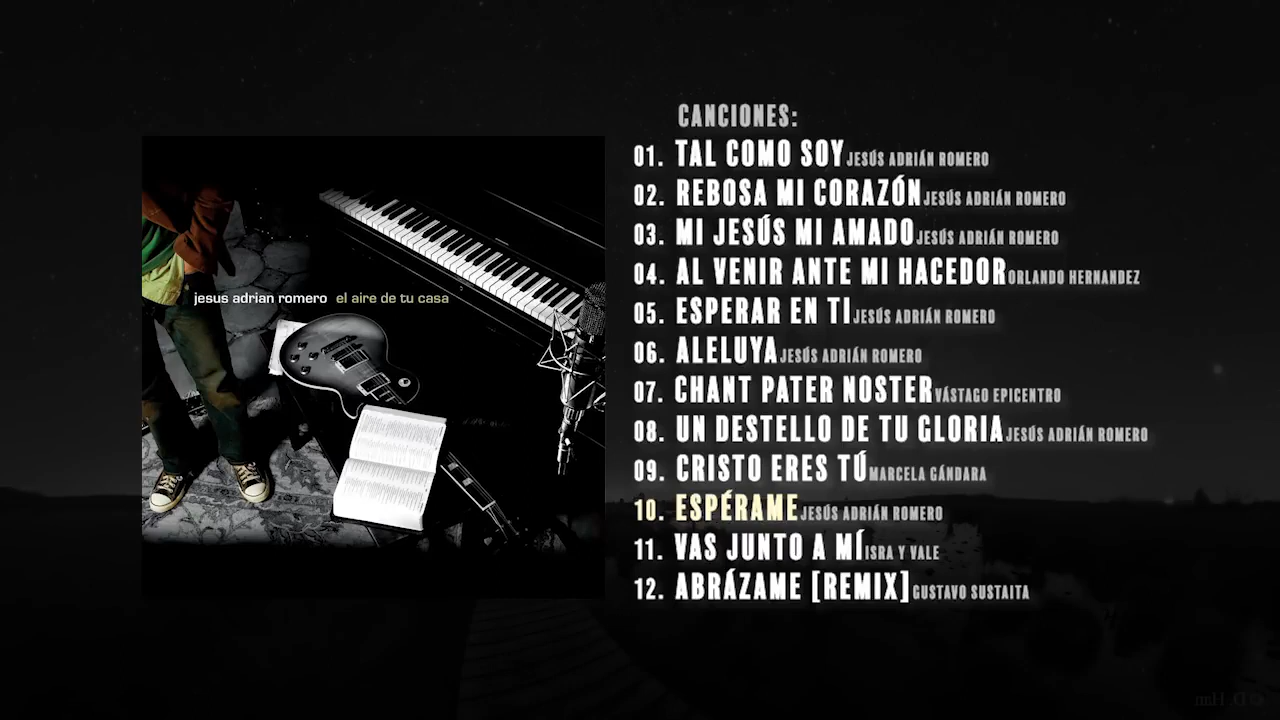 CANCIONES:
01. TAL COMO SOY JESÚS ADRIÁN ROMERO
02. REBOSA MI CORAZÓN JESÚS ADRIÁN ROMERO
03. MI JESÚS MI AMADO JESÚS ADRIÁN ROMERO
04. AL VENIR ANTE MI HACEDOR ORLANDO HERNANDEZ
05. ESPERAR EN TI JESÚS ADRIÁN ROMERO
06. ALELUYA JESÚS ADRIÁN ROMERO
07. CHANT PATER NOSTER VÁSTAGO EPICENTRO
08. UN DESTELLO DE TU GLORIA JESÚS ADRIÁN ROMERO
09. CRISTO ERES TÚ MARCELA GÁNDARA
10. ESPÉRAME JESÚS ADRIÁN ROMERO
11. VAS JUNTO A MÍ ISRA Y VALE
12. ABRÁZAME [REMIX] GUSTAVO SUSTAITA
jesus adrian romero el aire de tu casa